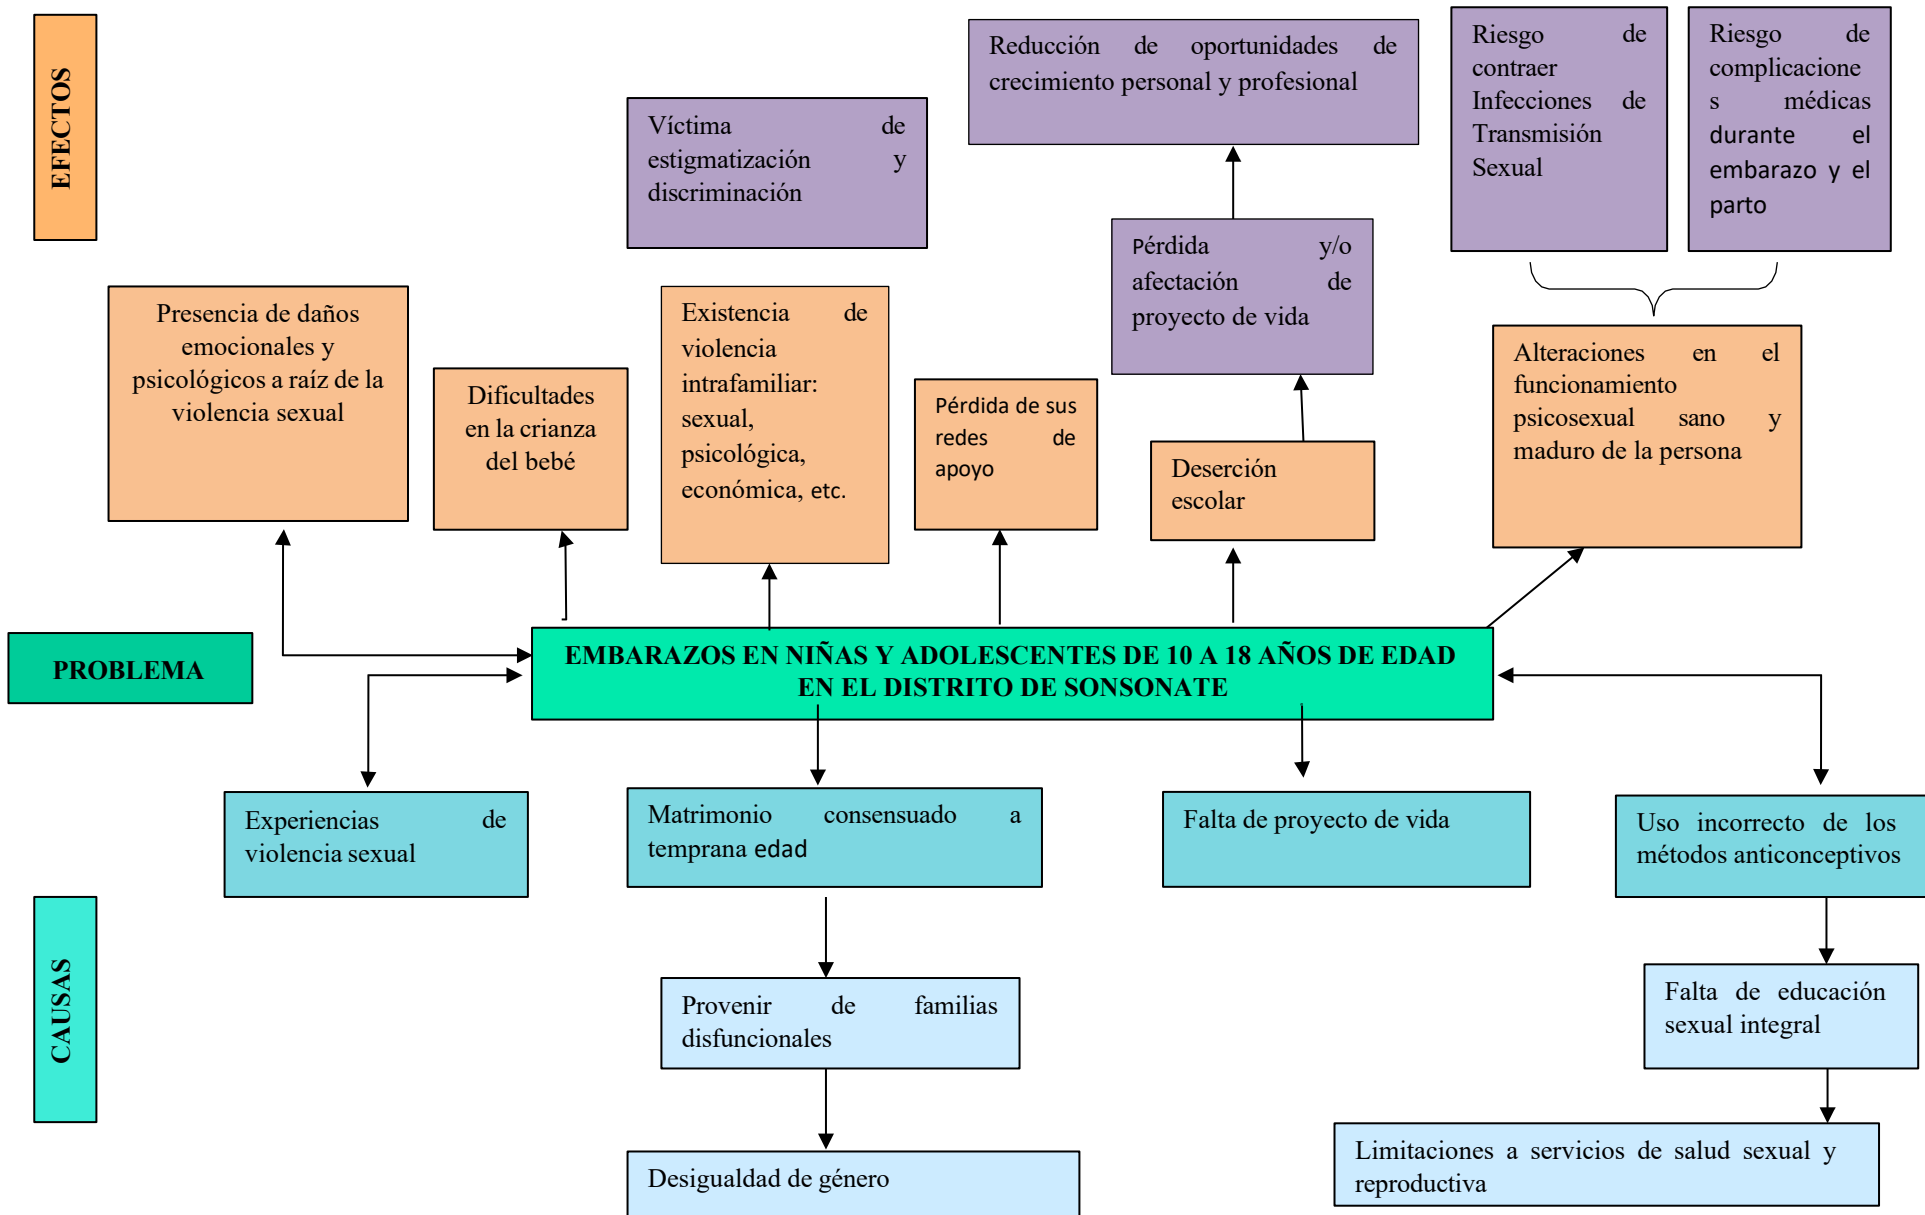 EFECTOS
Reducción de oportunidades de
crecimiento personal y profesional
Riesgo de
contraer
Infecciones de
Transmisión
Sexual
Riesgo de
complicacione
s médicas
durante el
embarazo y el
parto
Víctima de
estigmatización y
discriminación
Pérdida y/o
afectación de
proyecto de vida
Presencia de daños
emocionales y
psicológicos a raíz de la
violencia sexual
Dificultades
en la crianza
del bebé
Existencia de
violencia
intrafamiliar:
sexual,
psicológica,
económica, etc.
Pérdida de sus
redes de
apoyo
Deserción
escolar
Alteraciones en el
funcionamiento
psicosexual sano y
maduro de la persona
PROBLEMA
EMBARAZOS EN NIÑAS Y ADOLESCENTES DE 10 A 18 AÑOS DE EDAD
EN EL DISTRITO DE SONSONATE
Experiencias de
violencia sexual
Matrimonio consensuado a
temprana edad
Falta de proyecto de vida
Uso incorrecto de los
métodos anticonceptivos
CAUSAS
Provenir de familias
disfuncionales
Falta de educación
sexual integral
Desigualdad de género
Limitaciones a servicios de salud sexual y
reproductiva